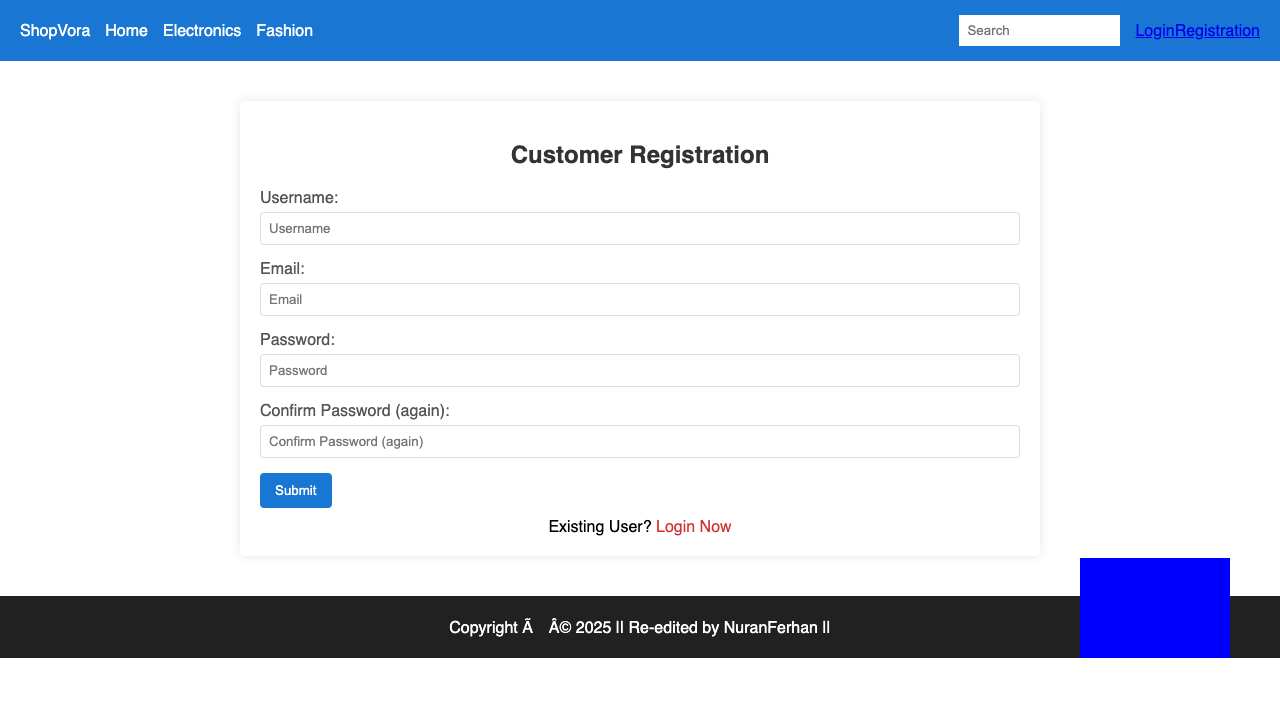 ShopVora Home Electronics Fashion Search LoginRegistration
Customer Registration
Username:
Username
Email:
Email
Password:
Password
Confirm Password (again):
Confirm Password (again)
Submit
Existing User? Login Now
Copyright Ã Â© 2025 || Re-edited by NuranFerhan ||